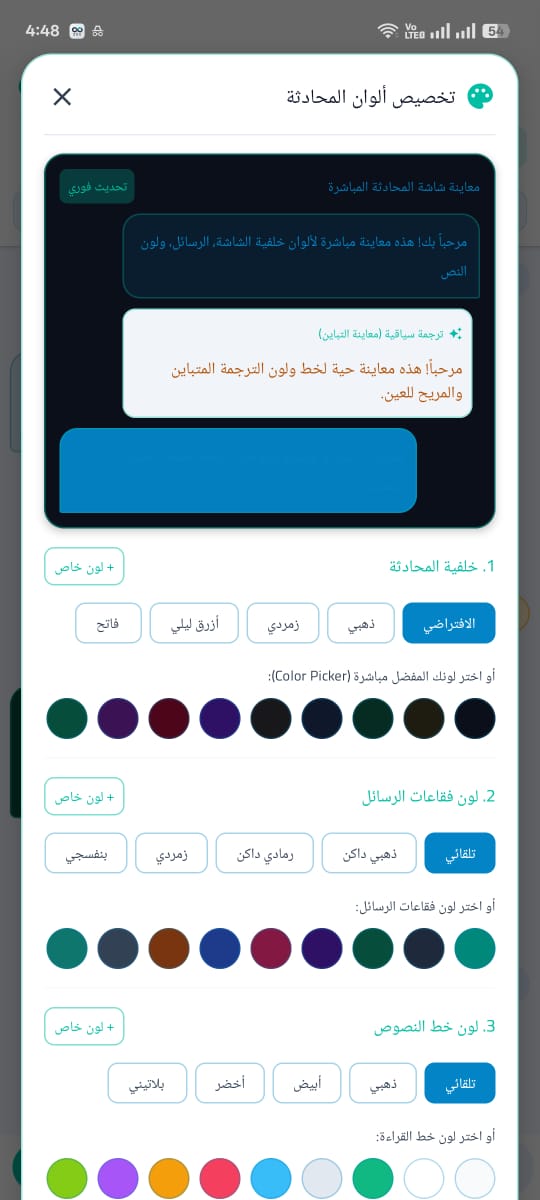 4:48
Vo
LTE
54
تخصيص ألوان المحادثة
معاينة شاشة المحادثة المباشرة
تحديث فوري
مرحباً بك! هذه معاينة مباشرة لألوان خلفية الشاشة، الرسائل، ولون
النص
ترجمة سياقية (معاينة التباين)
مرحباً! هذه معاينة حية لخط ولون الترجمة المتباين
والمريح للعين.
1. خلفية المحادثة
+ لون خاص
الافتراضي
ذهبي
زمردي
أزرق ليلي
فاتح
أو اختر لونك المفضل مباشرة (Color Picker):
2. لون فقاعات الرسائل
+ لون خاص
تلقائي
ذهبي داكن
رمادي داكن
زمردي
بنفسجي
أو اختر لون فقاعات الرسائل:
3. لون خط النصوص
+ لون خاص
تلقائي
ذهبي
أبيض
أخضر
بلاتيني
أو اختر لون خط القراءة: